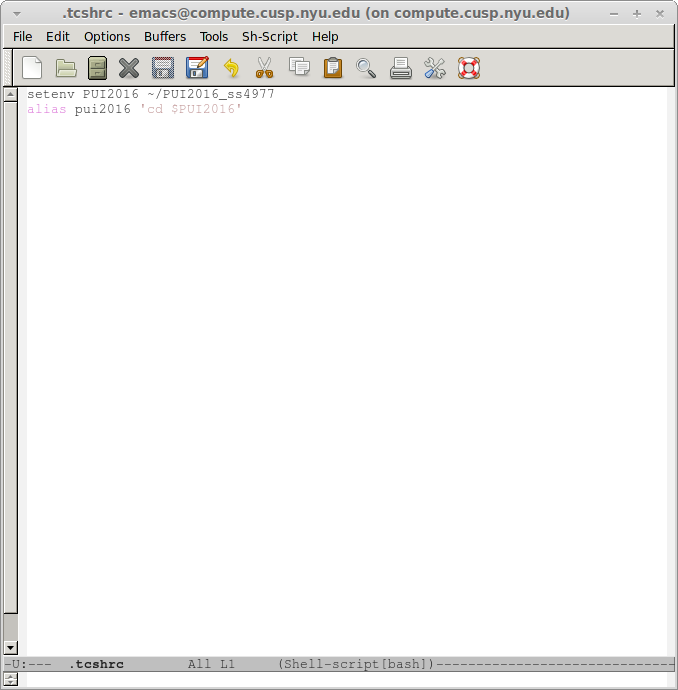 .tcshrc - emacs@compute.cusp.nyu.edu (on compute.cusp.nyu.edu)
File Edit Options Buffers Tools Sh-Script Help
setenv PUI2016 ~/PUI2016_ss4977
alias pui2016 'cd $PUI2016'
-U:--- .tcshrc All L1 (Shell-script[bash])------------------------------